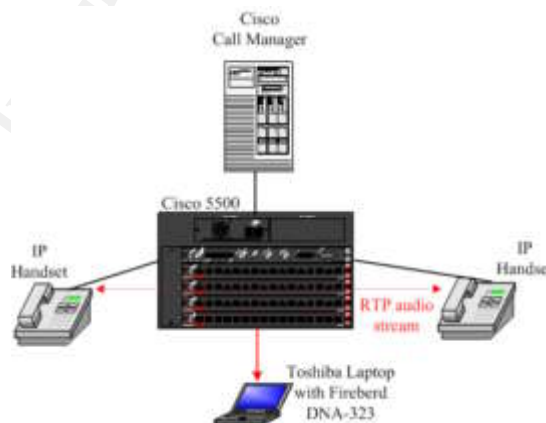 Cisco
Call Manager
Cisco 5500
IP
Handset
IP
Handse
RTP audio
stream
Toshiba Laptop
with Fireberd
DNA-323